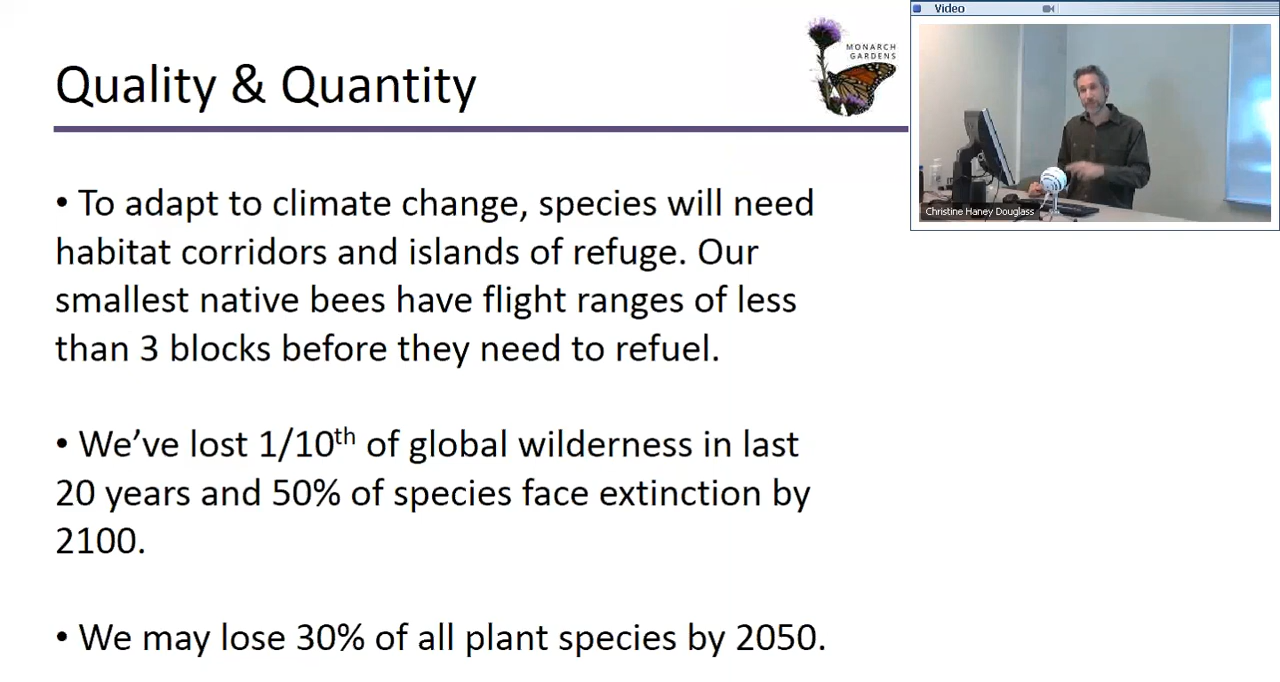 Video
MONARCH
GARDENS
Quality & Quantity
Christine Haney Douglass
• To adapt to climate change, species will need
habitat corridors and islands of refuge. Our
smallest native bees have flight ranges of less
than 3 blocks before they need to refuel.
• We’ve lost 1/10th of global wilderness in last
20 years and 50% of species face extinction by
2100.
• We may lose 30% of all plant species by 2050.